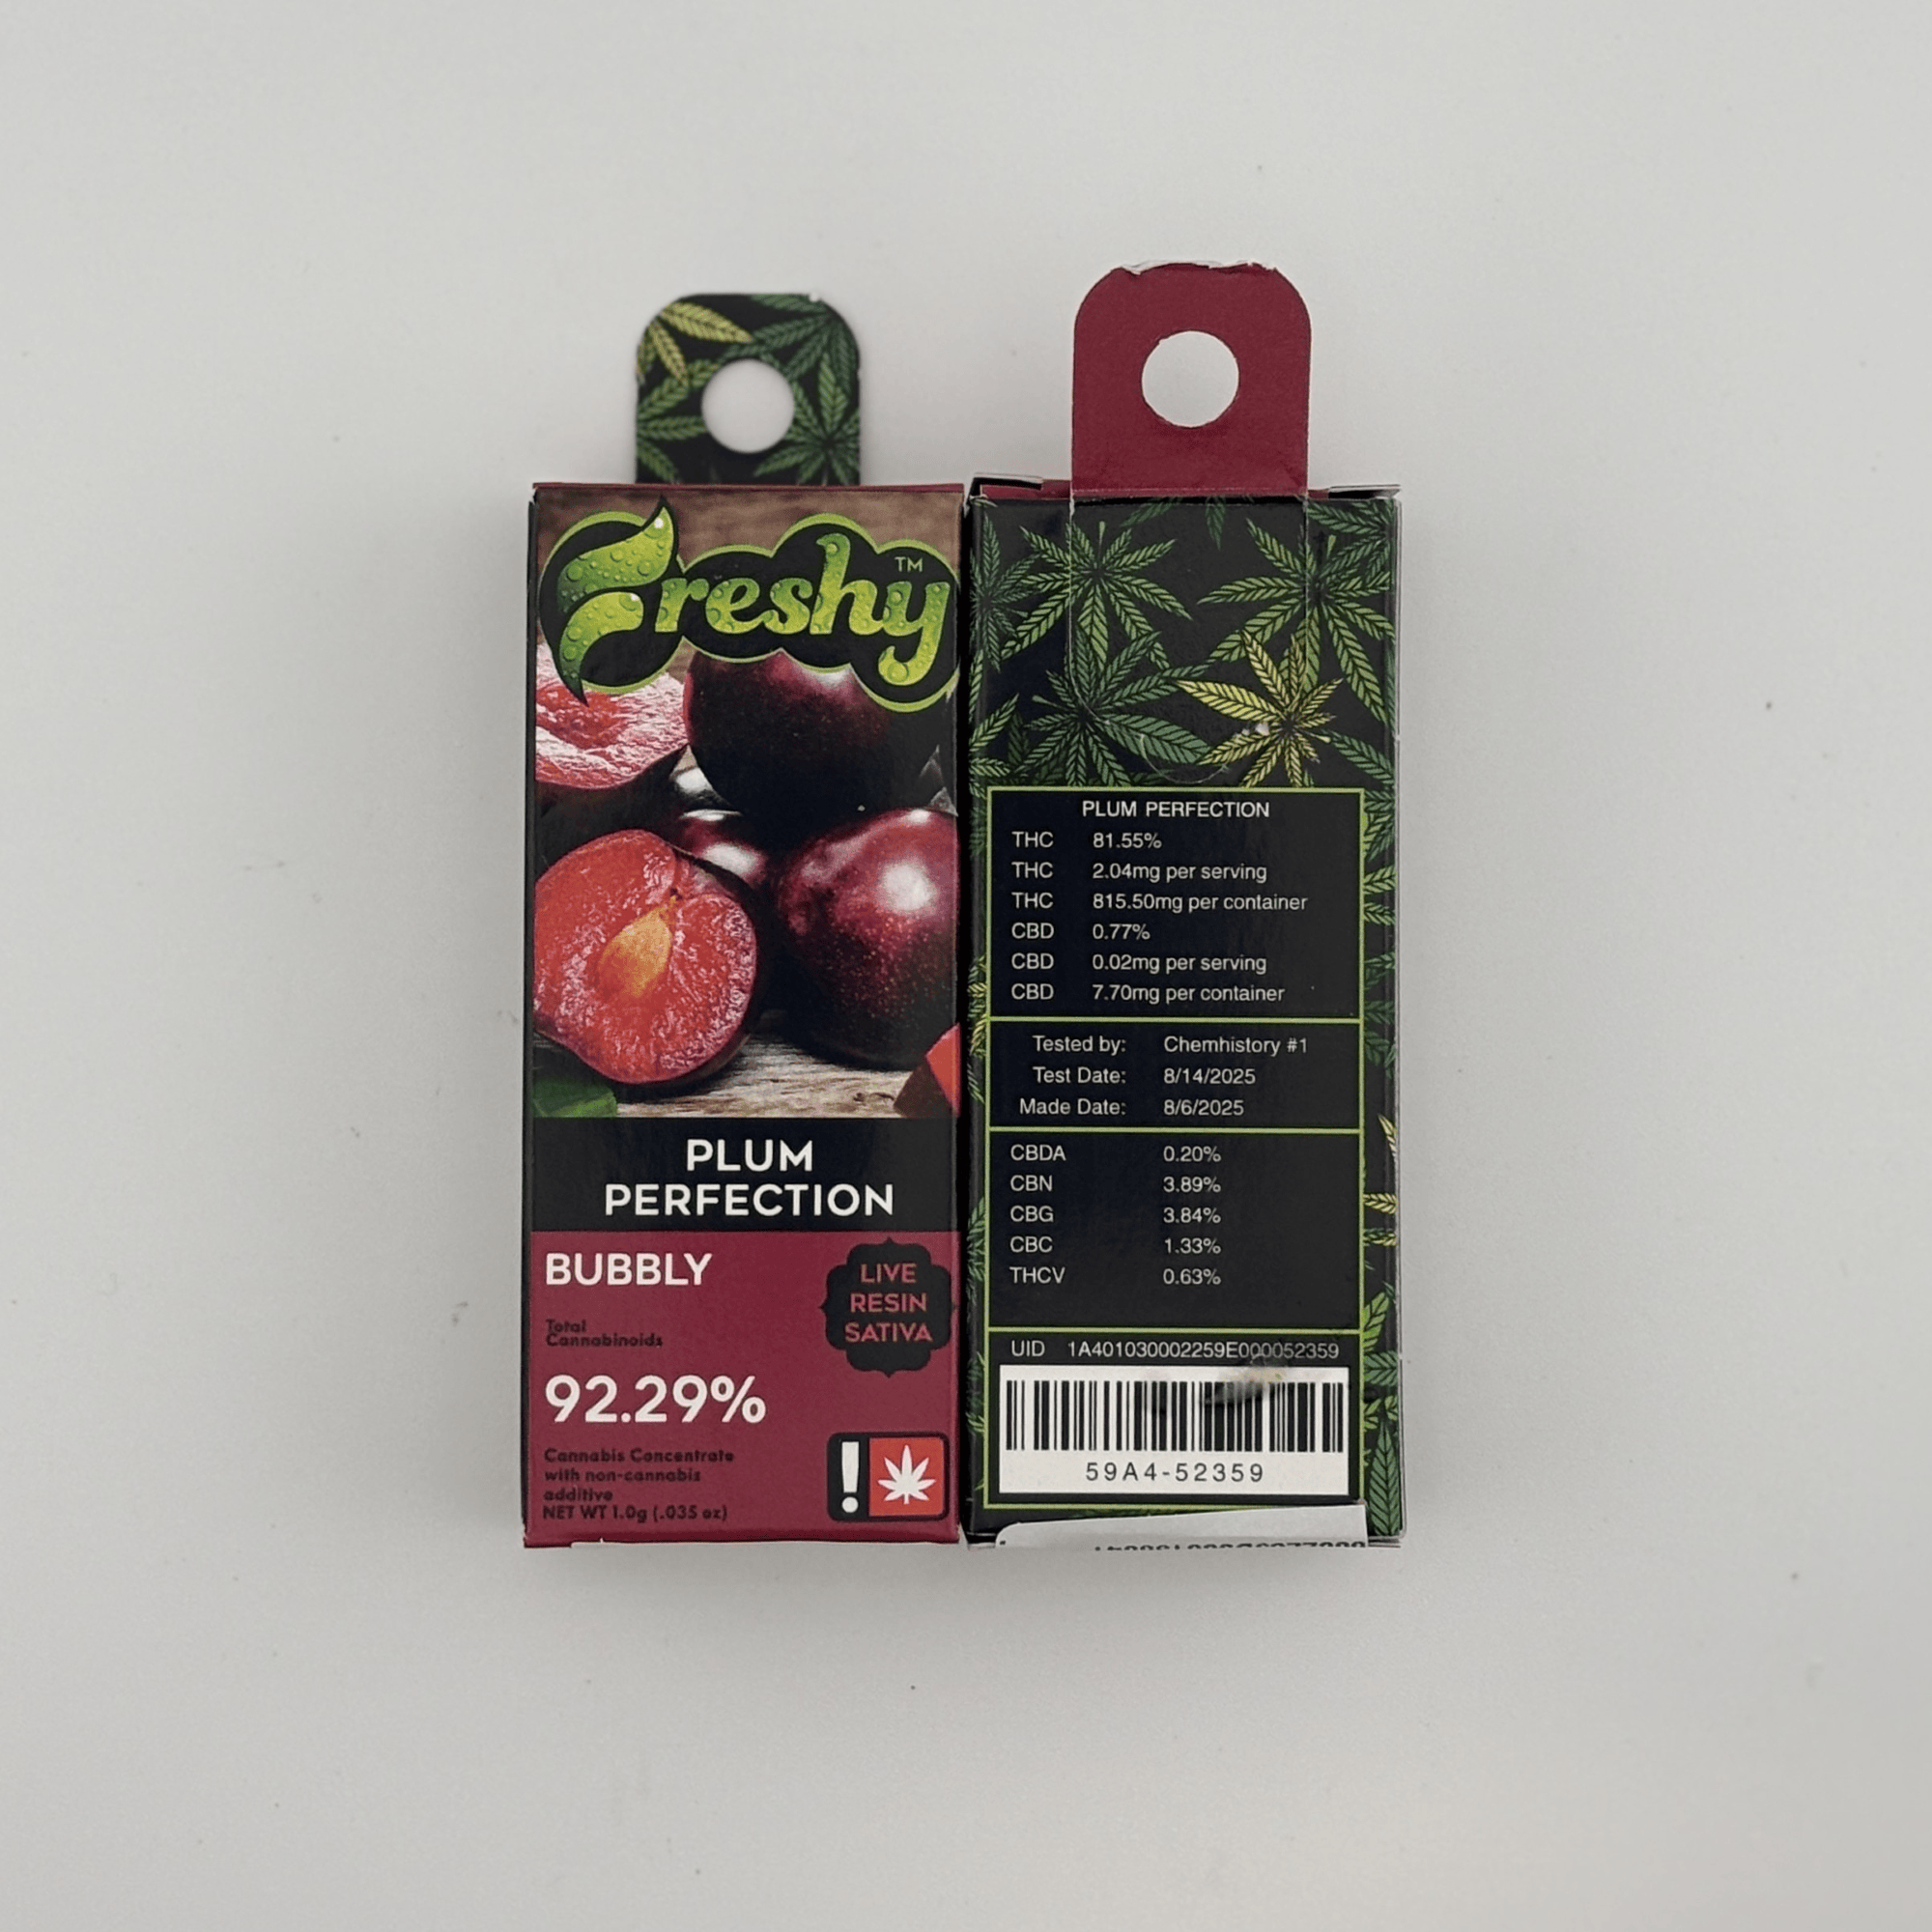 Freshy™
PLUM
PERFECTION
BUBBLY
LIVE
RESIN
SATIVA
Total
Cannabinoids
92.29%
Cannabis Concentrate
with non-cannabis
additive
NET WT 1.0g (.035 oz)
PLUM PERFECTION
THC 81.55%
THC 2.04mg per serving
THC 815.50mg per container
CBD 0.77%
CBD 0.02mg per serving
CBD 7.70mg per container
Tested by: Chemhistory #1
Test Date: 8/14/2025
Made Date: 8/6/2025
CBDA 0.20%
CBN 3.89%
CBG 3.84%
CBC 1.33%
THCV 0.63%
UID 1A401030002259E000052359
59A4-52359